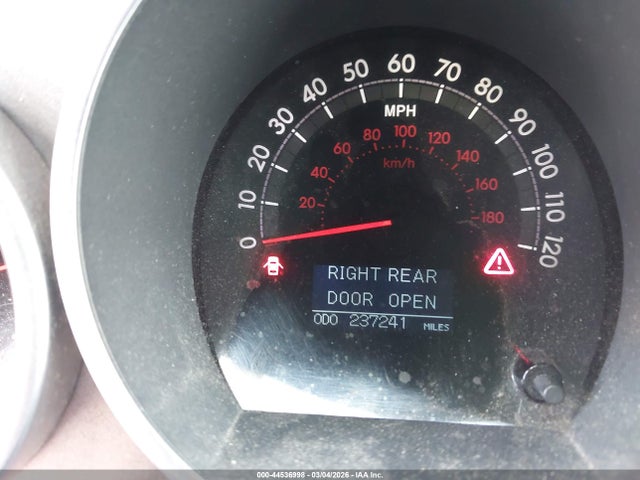 0 10 20 30 40 50 60 70 80 90 100 110 120
MPH
20 40 60 80 100 120 140 160 180
km/h
RIGHT REAR
DOOR OPEN
ODO 237241 MILES
000-44536998 - 03/04/2026 - IAA Inc.